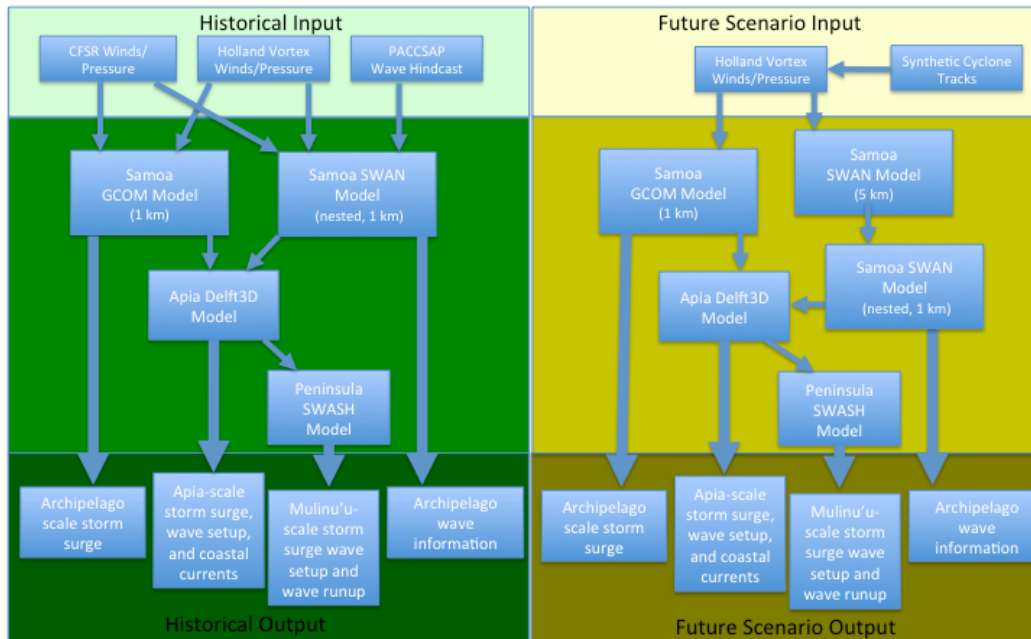 Historical Input
CFSR Winds/
Pressure
Holland Vortex
Winds/Pressure
PACCSAP
Wave Hindcast
Samoa
GCOM Model
(1 km)
Samoa SWAN
Model
(nested, 1 km)
Apia Delft3D
Model
Peninsula
SWASH
Model
Archipelago
scale storm
surge
Apia-scale
storm surge,
wave setup,
and coastal
currents
Mulinu'u-
scale storm
surge wave
setup and
wave runup
Archipelago
wave
information
Historical Output
Future Scenario Input
Holland Vortex
Winds/Pressure
Synthetic Cyclone
Tracks
Samoa
GCOM Model
(1 km)
Samoa
SWAN Model
(5 km)
Samoa SWAN
Model
(nested, 1 km)
Apia Delft3D
Model
Peninsula
SWASH
Model
Archipelago
scale storm
surge
Apia-scale
storm surge,
wave setup,
and coastal
currents
Mulinu'u-
scale storm
surge wave
setup and
wave runup
Archipelago
wave
information
Future Scenario Output